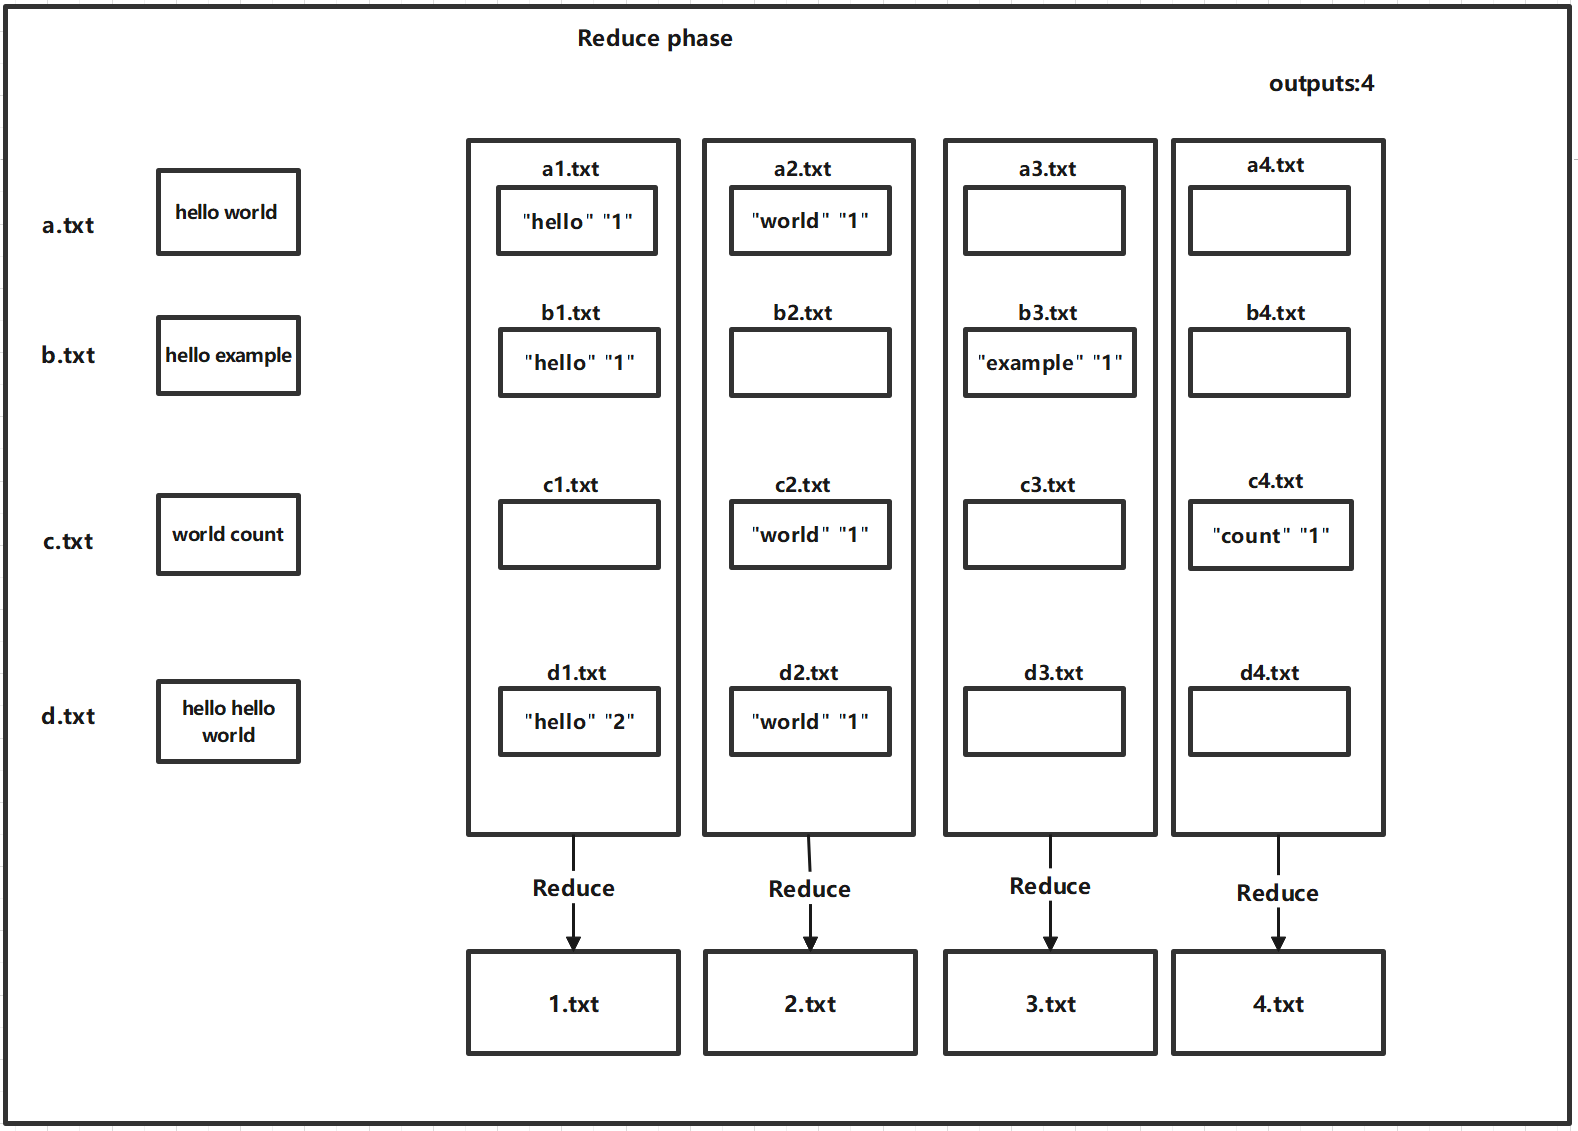 Reduce phase
outputs:4
a1.txt
a2.txt
a3.txt
a4.txt
a.txt
hello world
"hello" "1"
"world" "1"
b1.txt
b2.txt
b3.txt
b4.txt
b.txt
hello example
"hello" "1"
"example" "1"
c1.txt
c2.txt
c3.txt
c4.txt
c.txt
world count
"world" "1"
"count" "1"
d1.txt
d2.txt
d3.txt
d4.txt
d.txt
hello hello
world
"hello" "2"
"world" "1"
Reduce
Reduce
Reduce
Reduce
1.txt
2.txt
3.txt
4.txt